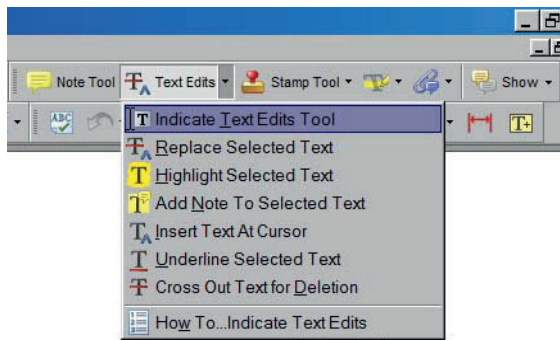 Note Tool Text Edits Stamp Tool Show
ABC T Indicate Text Edits Tool T+
Replace Selected Text
T Highlight Selected Text
T Add Note To Selected Text
T Insert Text At Cursor
T Underline Selected Text
T Cross Out Text for Deletion
How To...Indicate Text Edits